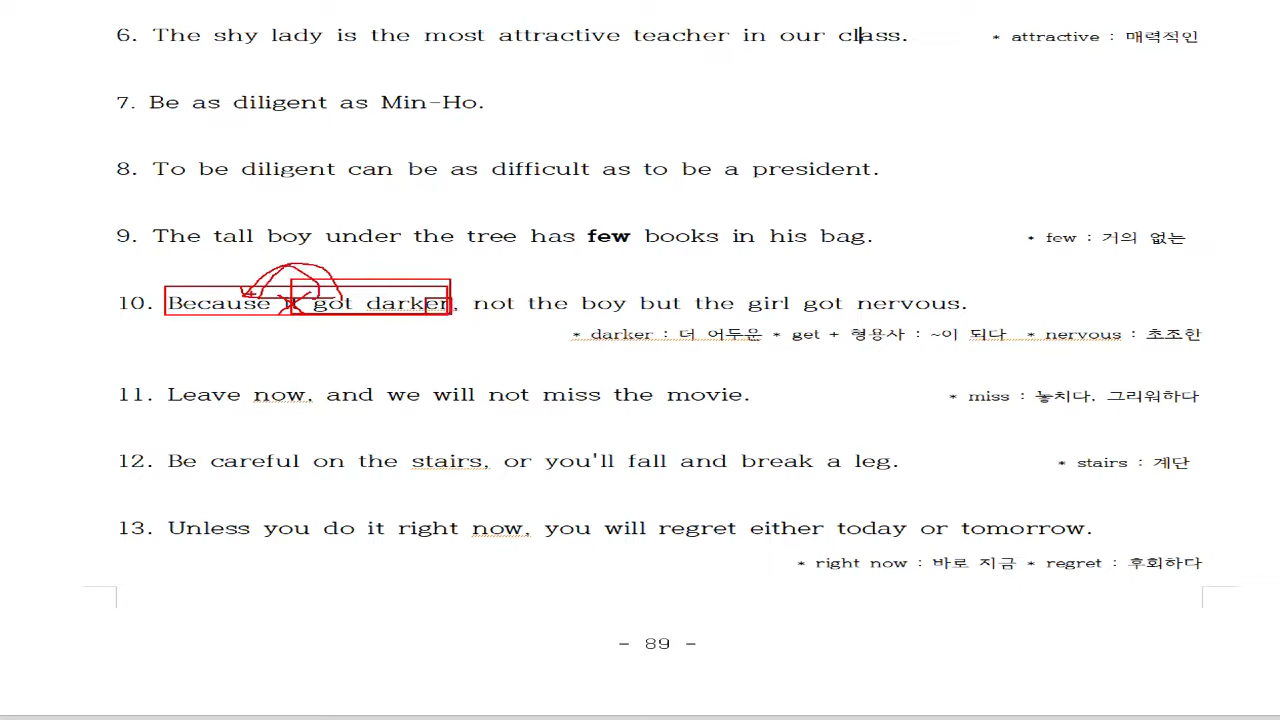 6. The shy lady is the most attractive teacher in our class. * attractive : 매력적인
7. Be as diligent as Min-Ho.
8. To be diligent can be as difficult as to be a president.
9. The tall boy under the tree has few books in his bag. * few : 거의 없는
10. Because it got darker, not the boy but the girl got nervous.
* darker : 더 어두운 * get + 형용사 : ~이 되다 * nervous : 초조한
11. Leave now, and we will not miss the movie. * miss : 놓치다, 그리워하다
12. Be careful on the stairs, or you'll fall and break a leg. * stairs : 계단
13. Unless you do it right now, you will regret either today or tomorrow.
* right now : 바로 지금 * regret : 후회하다
- 89 -